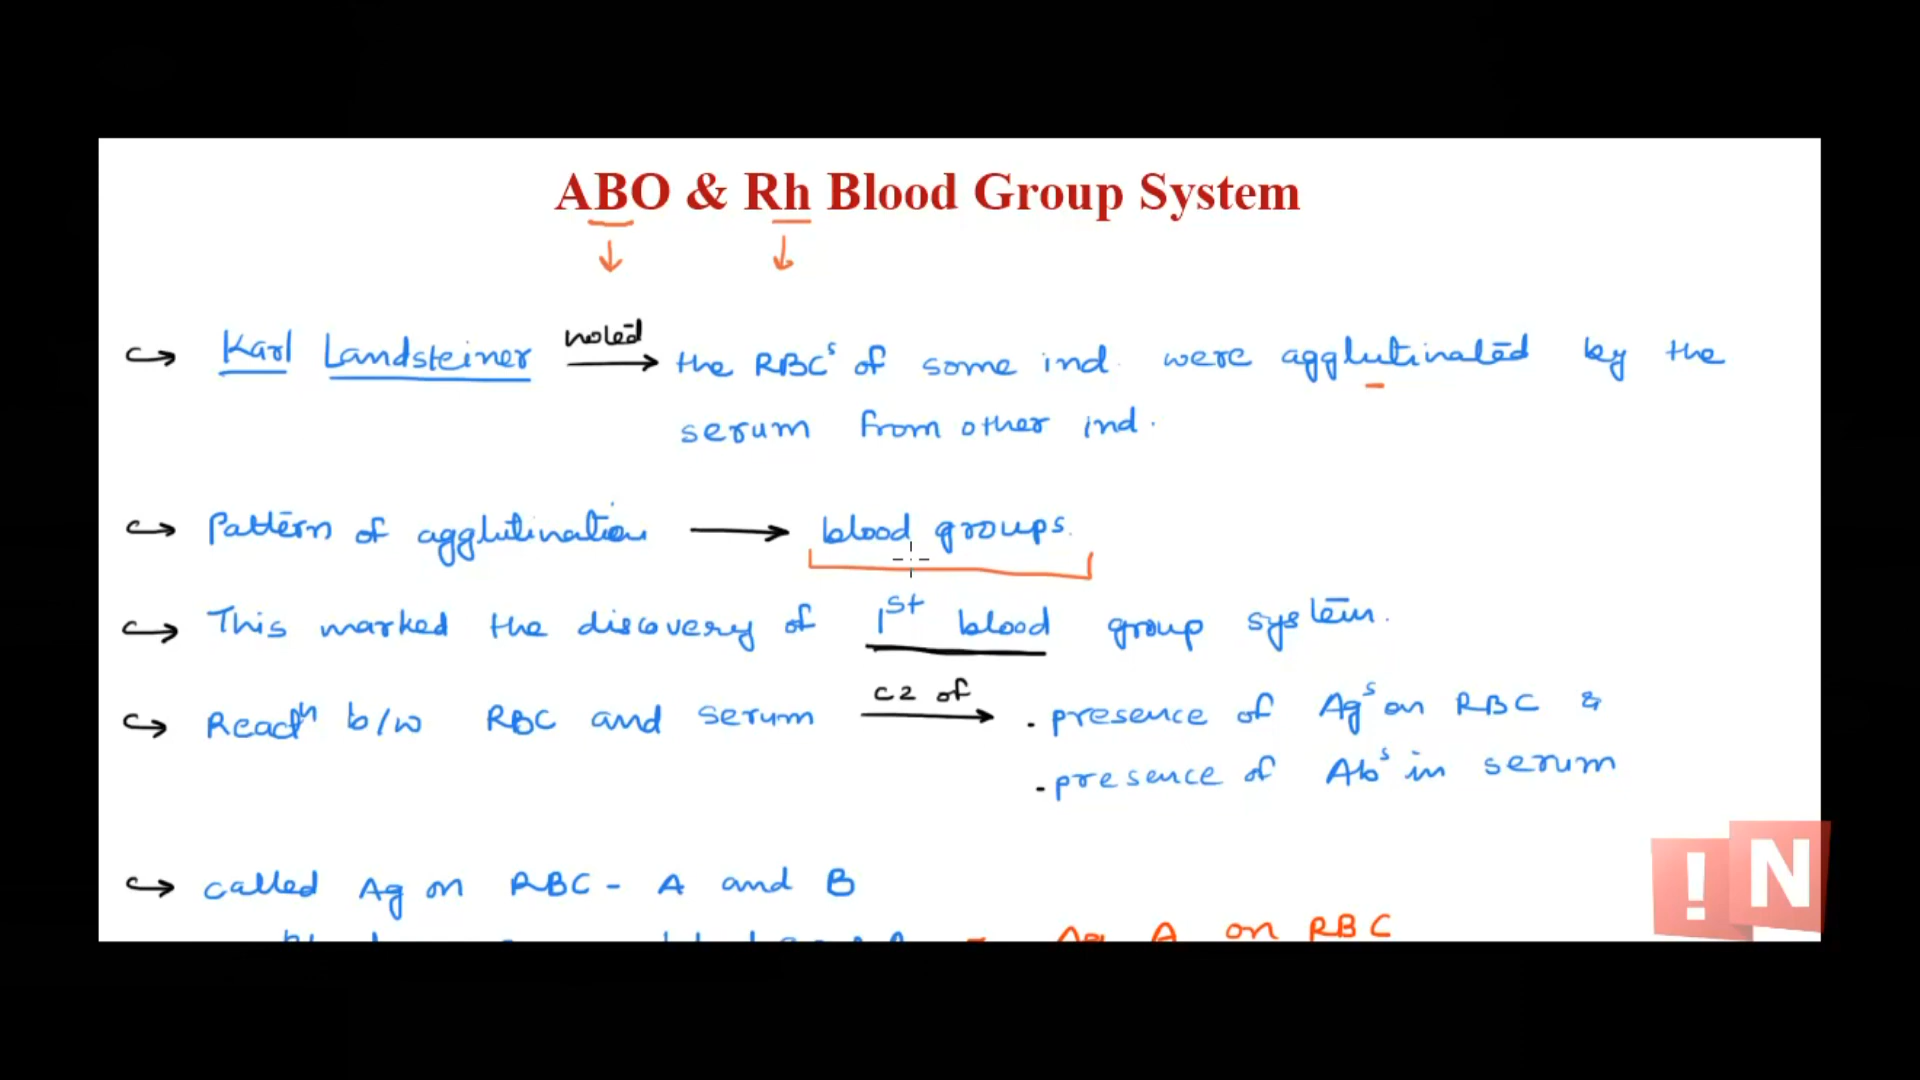 ABO & Rh Blood Group System
Karl Landsteiner noted the RBCs of some ind. were agglutinated by the
serum from other ind.
Pattern of agglutination blood groups.
This marked the discovery of 1st blood group system.
Reactn b/w RBC and serum cz of . presence of Ags on RBC &
. presence of Abs in serum
called Ag on RBC - A and B
Ag A on RBC
!N